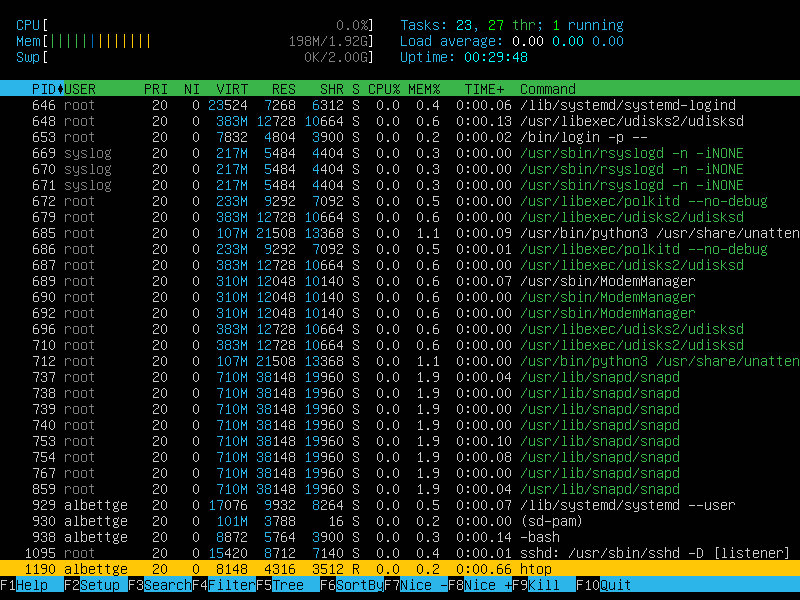 CPU[ 0.0%] Tasks: 23, 27 thr; 1 running
Mem[||||||||||||| 198M/1.92G] Load average: 0.00 0.00 0.00
Swp[ 0K/2.00G] Uptime: 00:29:48
PID USER PRI NI VIRT RES SHR S CPU% MEM% TIME+ Command
646 root 20 0 23524 7268 6312 S 0.0 0.4 0:00.06 /lib/systemd/systemd-logind
648 root 20 0 383M 12728 10664 S 0.0 0.6 0:00.13 /usr/libexec/udisks2/udisksd
653 root 20 0 7832 4804 3900 S 0.0 0.2 0:00.02 /bin/login -p --
669 syslog 20 0 217M 5484 4404 S 0.0 0.3 0:00.00 /usr/sbin/rsyslogd -n -iNONE
670 syslog 20 0 217M 5484 4404 S 0.0 0.3 0:00.00 /usr/sbin/rsyslogd -n -iNONE
671 syslog 20 0 217M 5484 4404 S 0.0 0.3 0:00.00 /usr/sbin/rsyslogd -n -iNONE
672 root 20 0 233M 9292 7092 S 0.0 0.5 0:00.00 /usr/libexec/polkitd --no-debug
679 root 20 0 383M 12728 10664 S 0.0 0.6 0:00.00 /usr/libexec/udisks2/udisksd
685 root 20 0 107M 21508 13368 S 0.0 1.1 0:00.09 /usr/bin/python3 /usr/share/unatten
686 root 20 0 233M 9292 7092 S 0.0 0.5 0:00.01 /usr/libexec/polkitd --no-debug
687 root 20 0 383M 12728 10664 S 0.0 0.6 0:00.00 /usr/libexec/udisks2/udisksd
689 root 20 0 310M 12048 10140 S 0.0 0.6 0:00.07 /usr/sbin/ModemManager
690 root 20 0 310M 12048 10140 S 0.0 0.6 0:00.00 /usr/sbin/ModemManager
692 root 20 0 310M 12048 10140 S 0.0 0.6 0:00.00 /usr/sbin/ModemManager
696 root 20 0 383M 12728 10664 S 0.0 0.6 0:00.00 /usr/libexec/udisks2/udisksd
710 root 20 0 383M 12728 10664 S 0.0 0.6 0:00.00 /usr/libexec/udisks2/udisksd
712 root 20 0 107M 21508 13368 S 0.0 1.1 0:00.00 /usr/bin/python3 /usr/share/unatten
737 root 20 0 710M 38148 19960 S 0.0 1.9 0:00.04 /usr/lib/snapd/snapd
738 root 20 0 710M 38148 19960 S 0.0 1.9 0:00.00 /usr/lib/snapd/snapd
739 root 20 0 710M 38148 19960 S 0.0 1.9 0:00.00 /usr/lib/snapd/snapd
740 root 20 0 710M 38148 19960 S 0.0 1.9 0:00.00 /usr/lib/snapd/snapd
753 root 20 0 710M 38148 19960 S 0.0 1.9 0:00.10 /usr/lib/snapd/snapd
754 root 20 0 710M 38148 19960 S 0.0 1.9 0:00.08 /usr/lib/snapd/snapd
767 root 20 0 710M 38148 19960 S 0.0 1.9 0:00.00 /usr/lib/snapd/snapd
859 root 20 0 710M 38148 19960 S 0.0 1.9 0:00.04 /usr/lib/snapd/snapd
929 albettge 20 0 17076 9932 8264 S 0.0 0.5 0:00.07 /lib/systemd/systemd --user
930 albettge 20 0 101M 3788 16 S 0.0 0.2 0:00.00 (sd-pam)
938 albettge 20 0 8872 5764 3900 S 0.0 0.3 0:00.14 -bash
1095 root 20 0 15420 8712 7140 S 0.0 0.4 0:00.01 sshd: /usr/sbin/sshd -D [listener]
1190 albettge 20 0 8148 4316 3512 R 0.0 0.2 0:00.66 htop
F1Help F2Setup F3SearchF4FilterF5Tree F6SortByF7Nice -F8Nice +F9Kill F10Quit